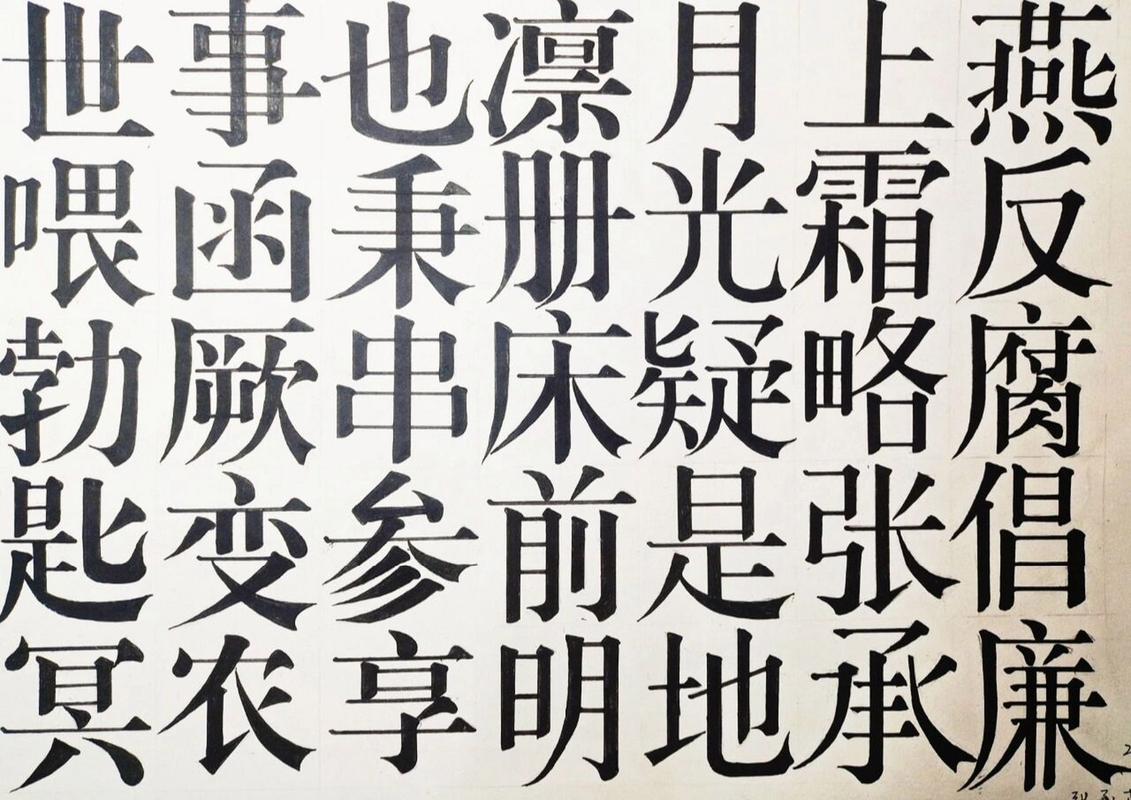 世喂勃匙冥
事函厥变农
也秉串参享
凛册床前明
月光疑是地
上霜略张承
燕反腐倡廉